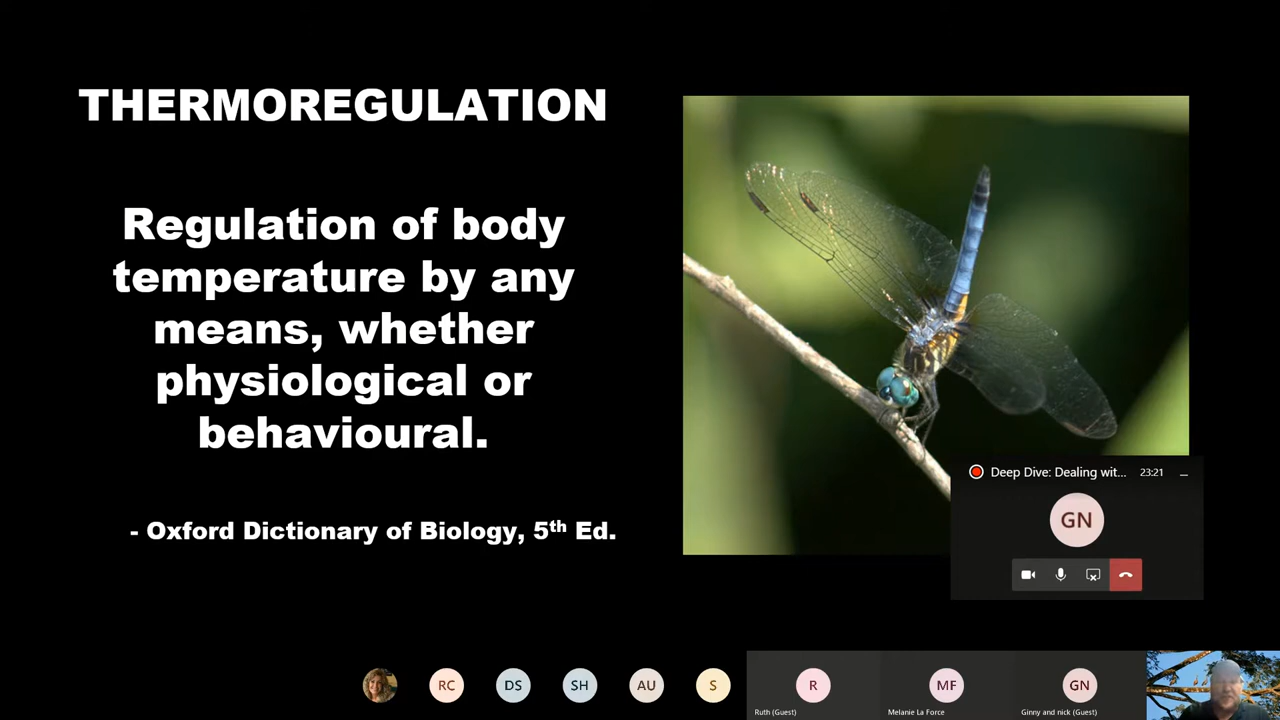 THERMOREGULATION
Regulation of body
temperature by any
means, whether
physiological or
behavioural.
- Oxford Dictionary of Biology, 5th Ed.
Deep Dive: Dealing wit... 23:21
GN
RC DS SH AU S R MF GN
Ruth (Guest) Melanie La Force Ginny and nick (Guest)